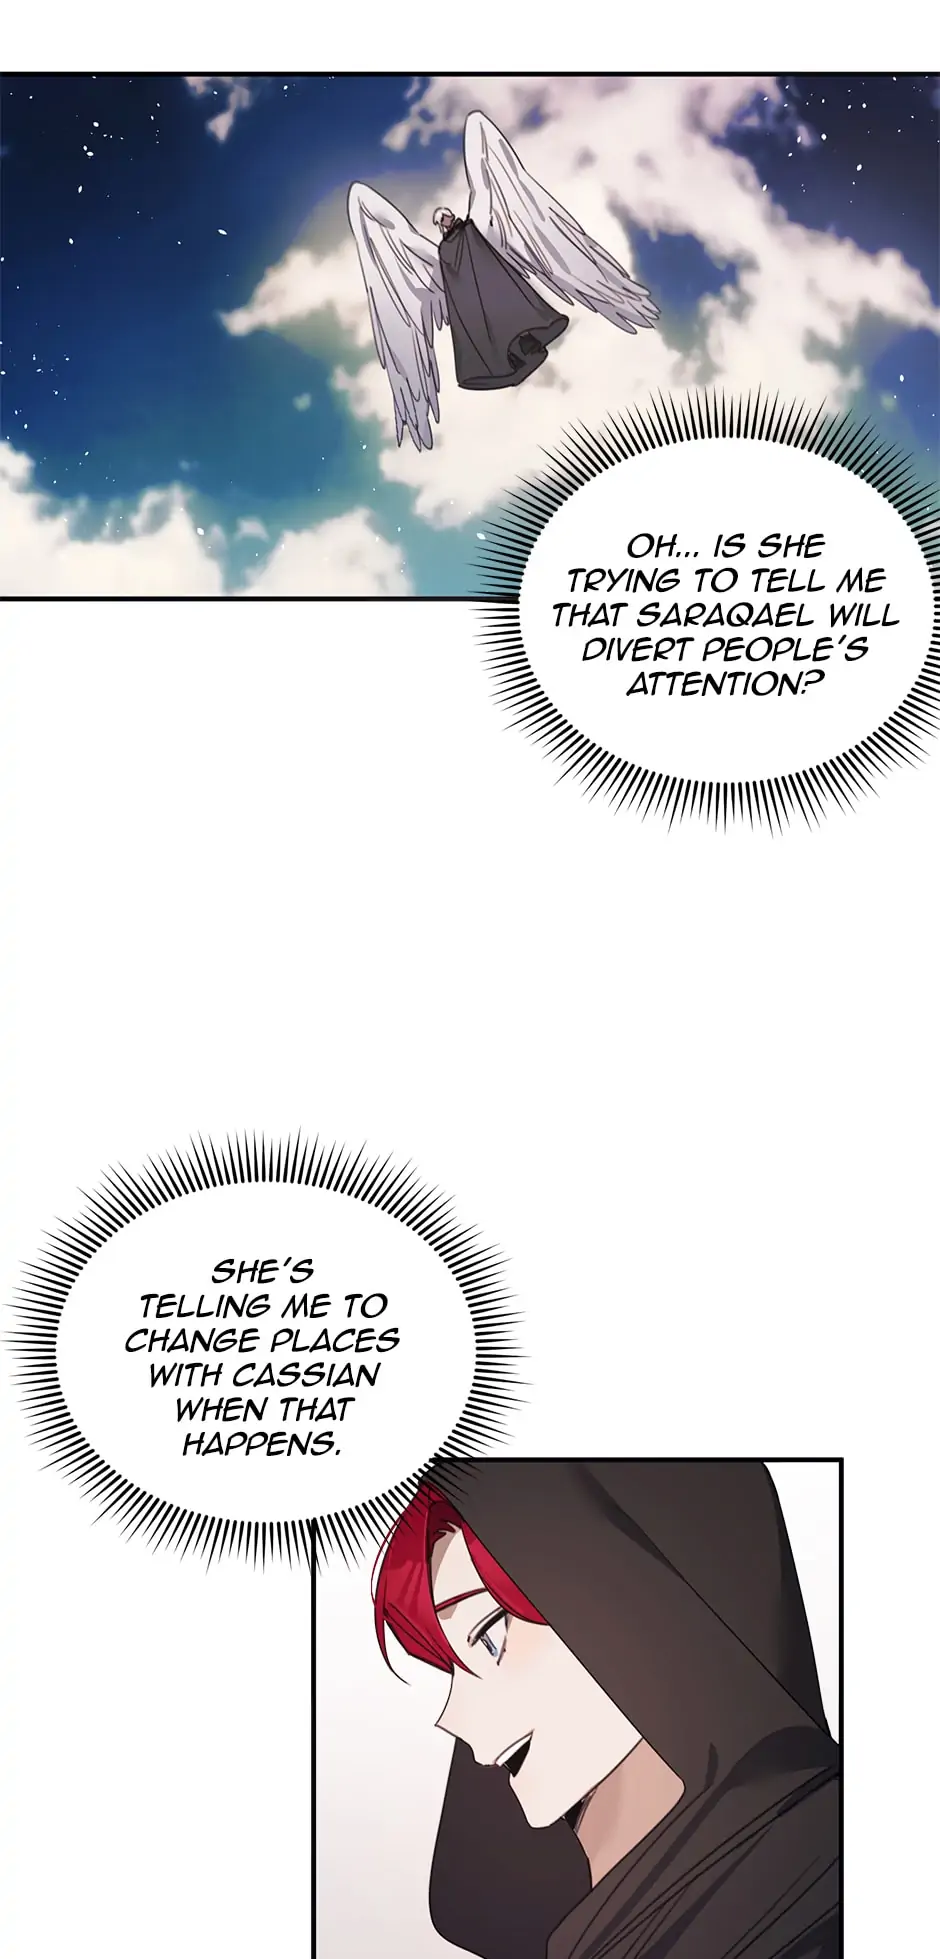 OH... IS SHE
TRYING TO TELL ME
THAT SARAQAEL WILL
DIVERT PEOPLE'S
ATTENTION?
SHE'S
TELLING ME TO
CHANGE PLACES
WITH CASSIAN
WHEN THAT
HAPPENS.